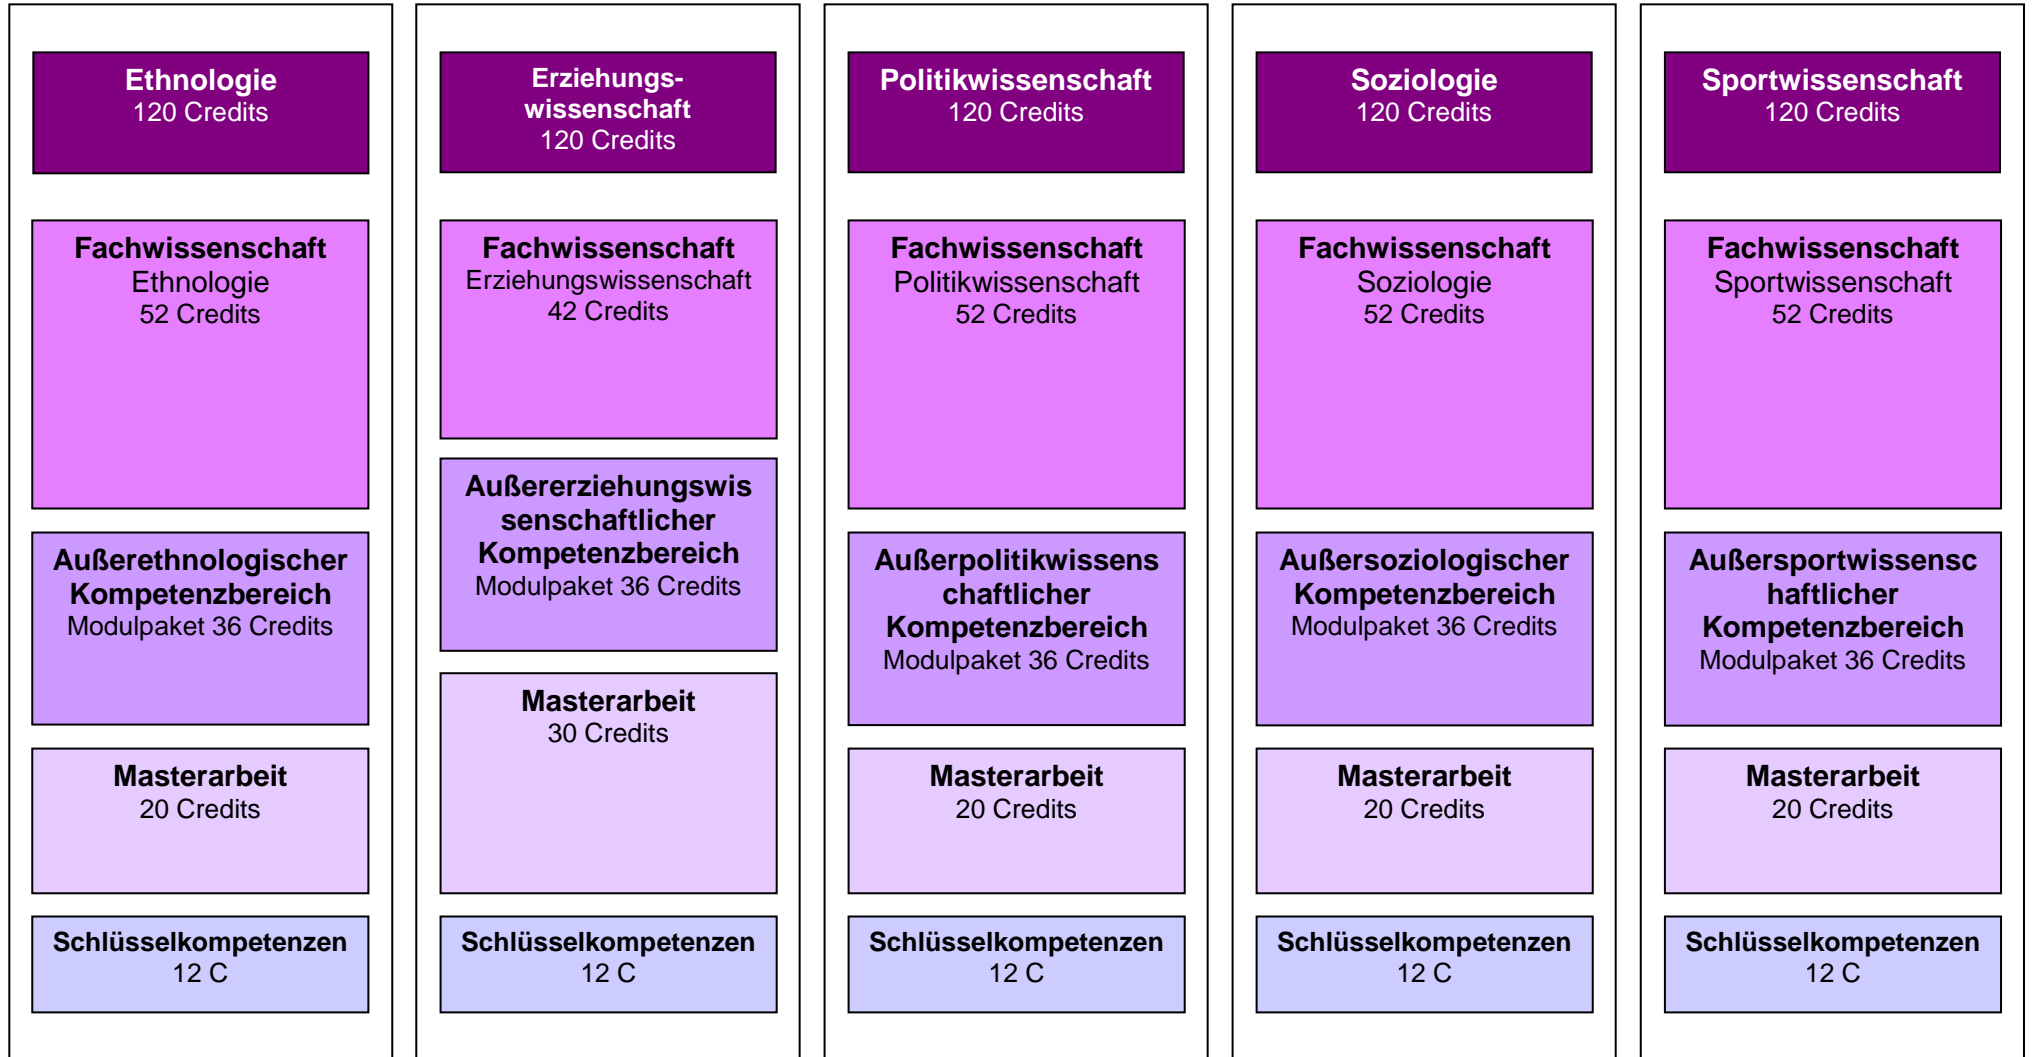 Ethnologie
120 Credits
Fachwissenschaft
Ethnologie
52 Credits
Außerethnologischer
Kompetenzbereich
Modulpaket 36 Credits
Masterarbeit
20 Credits
Schlüsselkompetenzen
12 C
Erziehungs-
wissenschaft
120 Credits
Fachwissenschaft
Erziehungswissenschaft
42 Credits
Außererziehungswis
senschaftlicher
Kompetenzbereich
Modulpaket 36 Credits
Masterarbeit
30 Credits
Schlüsselkompetenzen
12 C
Politikwissenschaft
120 Credits
Fachwissenschaft
Politikwissenschaft
52 Credits
Außerpolitikwissens
chaftlicher
Kompetenzbereich
Modulpaket 36 Credits
Masterarbeit
20 Credits
Schlüsselkompetenzen
12 C
Soziologie
120 Credits
Fachwissenschaft
Soziologie
52 Credits
Außersoziologischer
Kompetenzbereich
Modulpaket 36 Credits
Masterarbeit
20 Credits
Schlüsselkompetenzen
12 C
Sportwissenschaft
120 Credits
Fachwissenschaft
Sportwissenschaft
52 Credits
Außersportwissensc
haftlicher
Kompetenzbereich
Modulpaket 36 Credits
Masterarbeit
20 Credits
Schlüsselkompetenzen
12 C